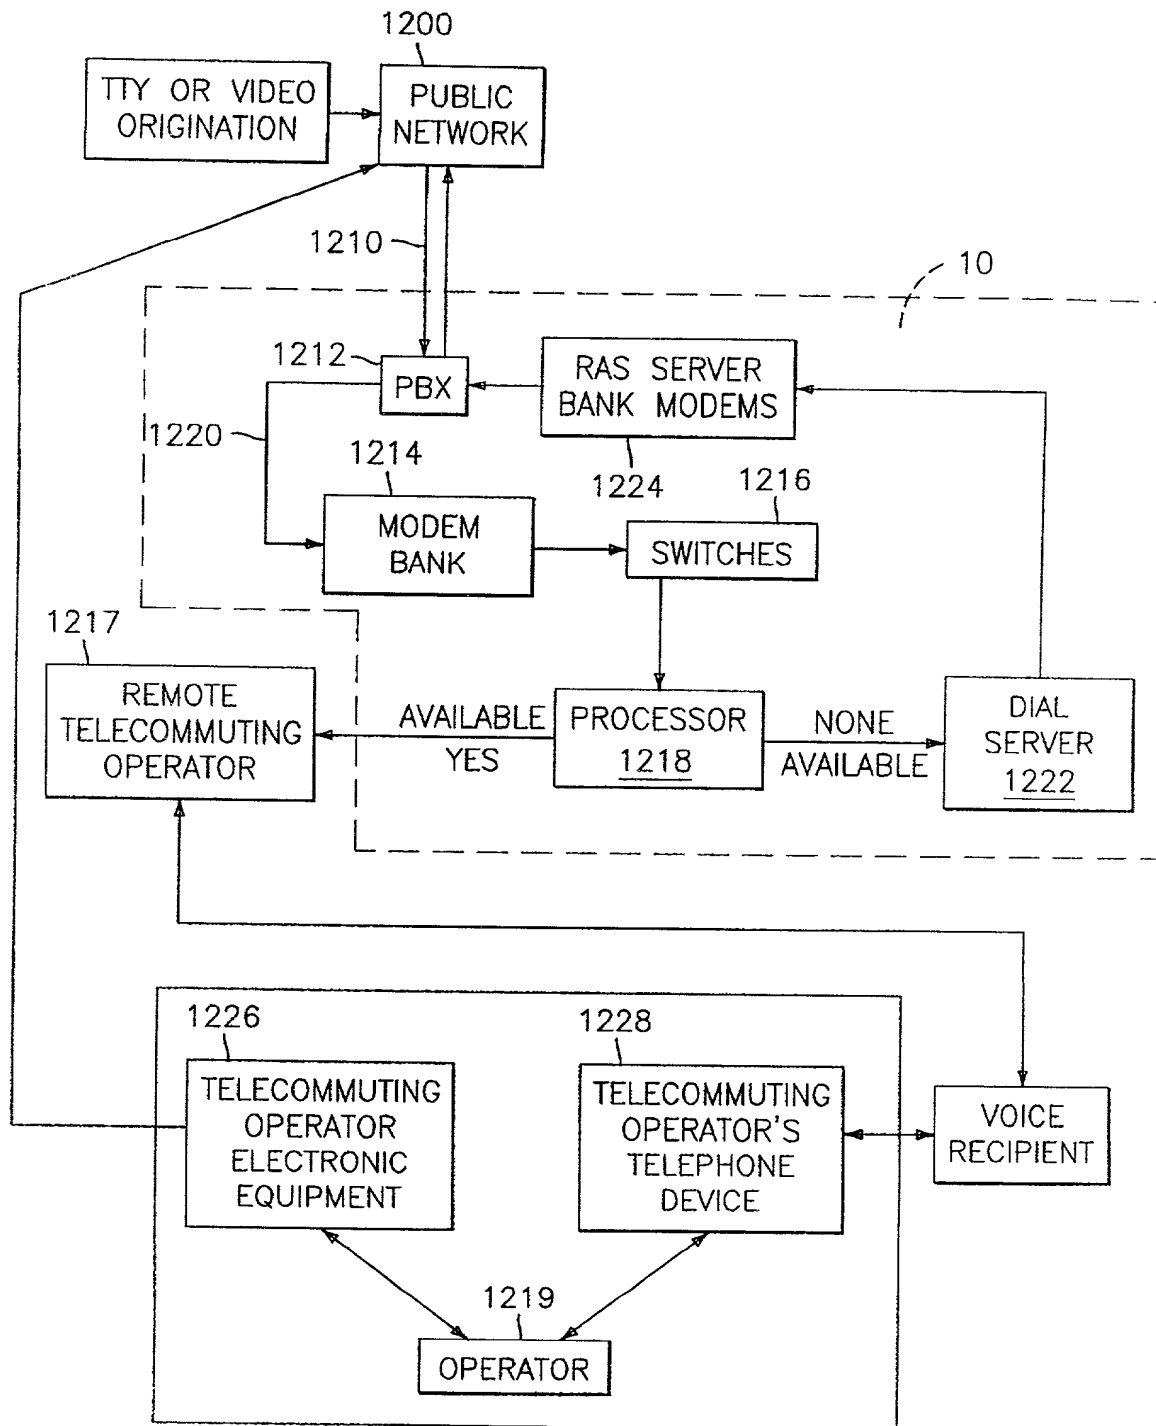 1200
TTY OR VIDEO
ORIGINATION
PUBLIC
NETWORK
1210
10
1212
PBX
RAS SERVER
BANK MODEMS
1220
1214
1224
1216
MODEM
BANK
SWITCHES
1217
REMOTE
TELECOMMUTING
OPERATOR
AVAILABLE
YES
PROCESSOR
1218
NONE
AVAILABLE
DIAL
SERVER
1222
1226
1228
TELECOMMUTING
OPERATOR
ELECTRONIC
EQUIPMENT
TELECOMMUTING
OPERATOR'S
TELEPHONE
DEVICE
VOICE
RECIPIENT
1219
OPERATOR